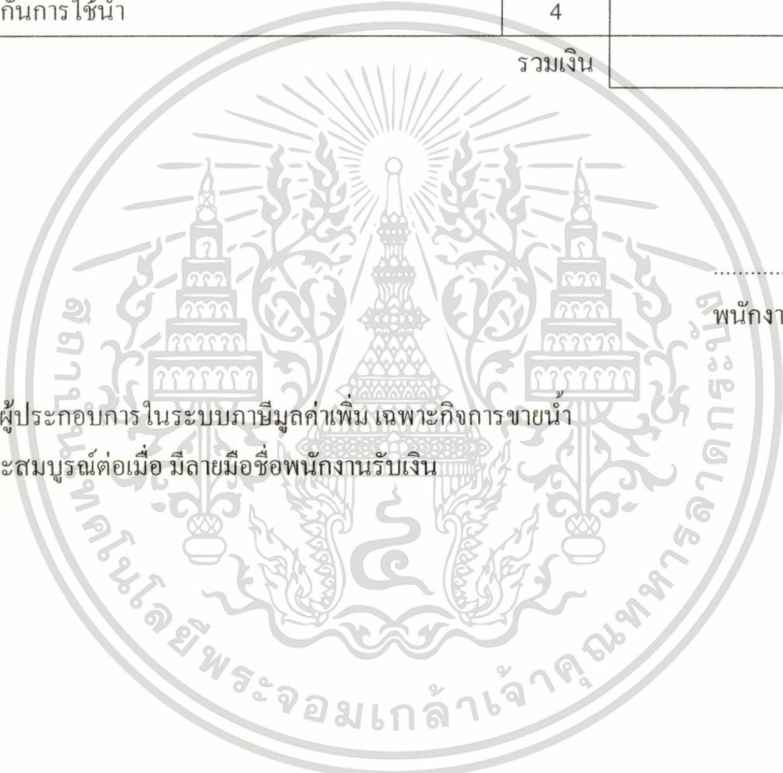 กันการใช้น้ำ 4
รวมเงิน
พนักงา
ผู้ประกอบการในระบบภาษีมูลค่าเพิ่ม เฉพาะกิจการขายน้ำ
ะสมบูรณ์ต่อเมื่อ มีลายมือชื่อพนักงานรับเงิน
สถาบันเทคโนโลยีพระจอมเกล้าเจ้าคุณทหารลาดกระบัง